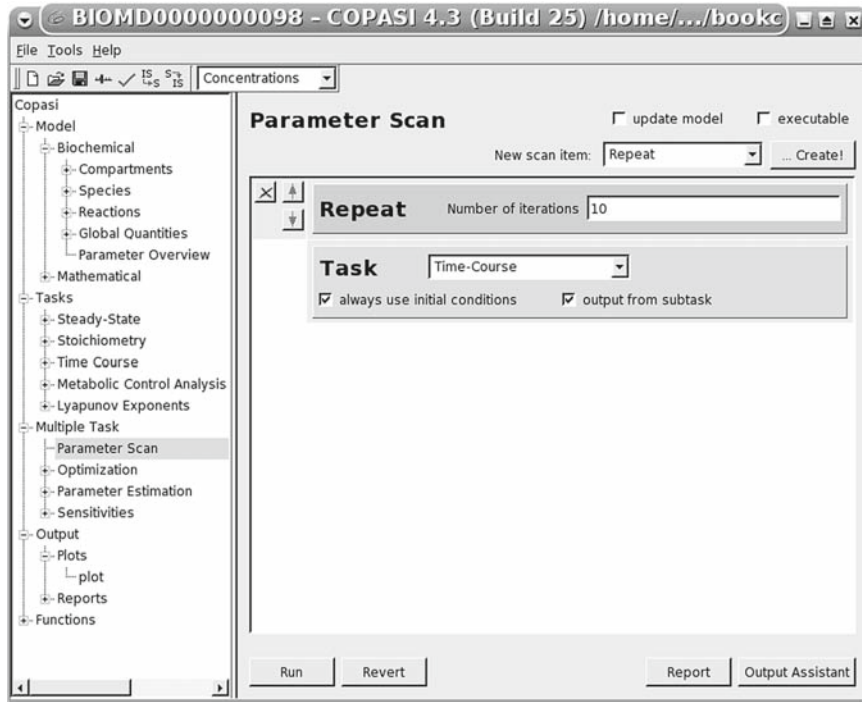 BIOMD0000000098 – COPASI 4.3 (Build 25) /home/.../bookc
File Tools Help
IS S
↳S IS
Concentrations
Copasi
Model
Biochemical
Compartments
Species
Reactions
Global Quantities
Parameter Overview
Mathematical
Tasks
Steady-State
Stoichiometry
Time Course
Metabolic Control Analysis
Lyapunov Exponents
Multiple Task
Parameter Scan
Optimization
Parameter Estimation
Sensitivities
Output
Plots
plot
Reports
Functions
Parameter Scan
update model
executable
New scan item: Repeat ... Create!
Repeat Number of iterations 10
Task Time-Course
always use initial conditions output from subtask
Run Revert Report Output Assistant